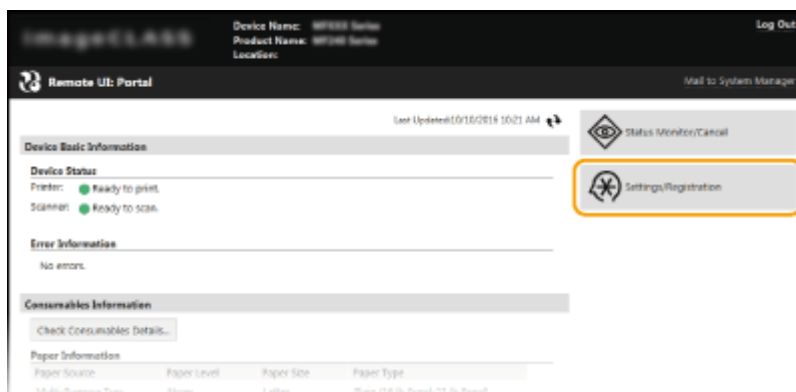 imageCLASS
Device Name:
Product Name:
Location:
Log Out
Remote UI: Portal
Mail to System Manager
Last Updated:10/10/2016 10:21 AM
Device Basic Information
Device Status
Printer: Ready to print.
Scanner: Ready to scan.
Error Information
No errors.
Consumables Information
Check Consumables Details...
Paper Information
Paper Source Paper Level Paper Size Paper Type
Status Monitor/Cancel
Settings/Registration